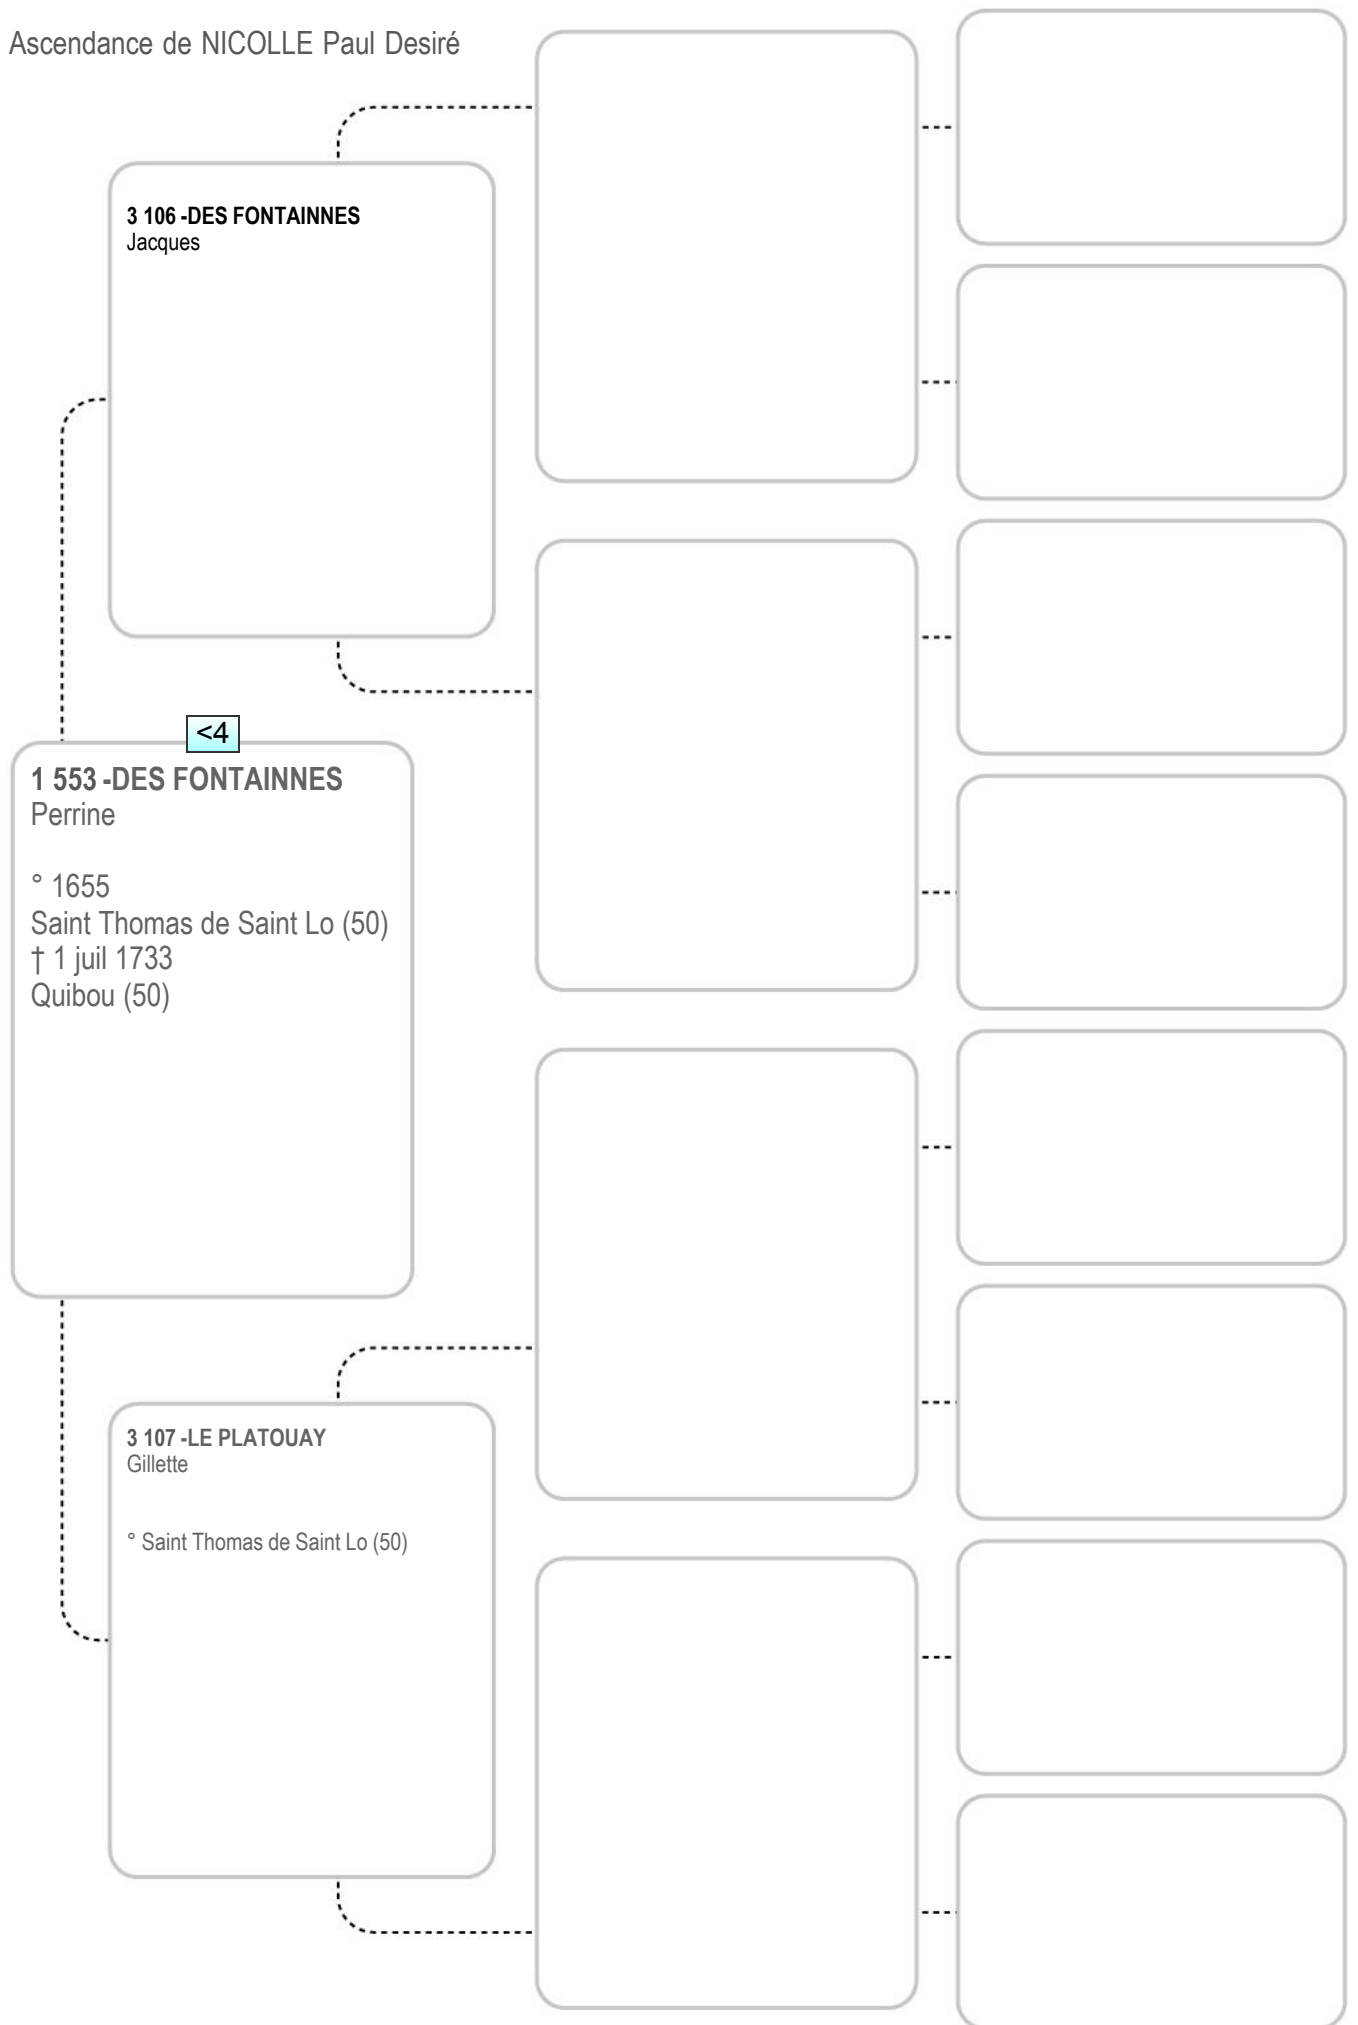 Ascendance de NICOLLE Paul Desiré
3 106 -DES FONTAINNES
Jacques
<4
1 553 -DES FONTAINNES
Perrine
° 1655
Saint Thomas de Saint Lo (50)
† 1 juil 1733
Quibou (50)
3 107 -LE PLATOUAY
Gillette
° Saint Thomas de Saint Lo (50)